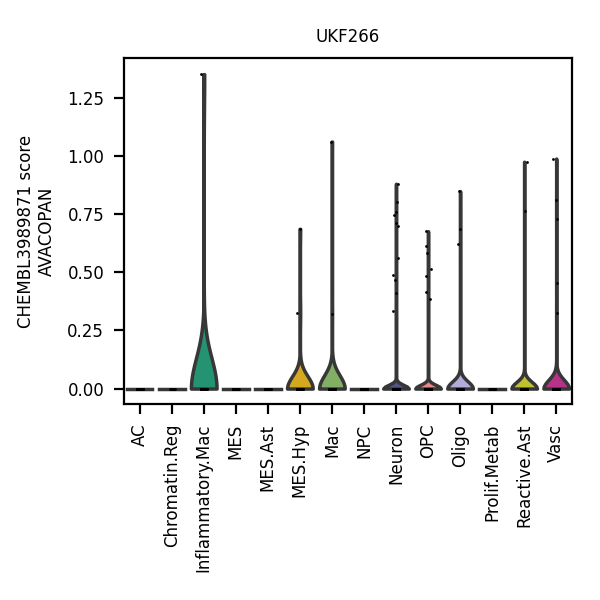 UKF266
CHEMBL3989871 score
AVACOPAN
1.25
1.00
0.75
0.50
0.25
0.00
AC
Chromatin.Reg
Inflammatory.Mac
MES
MES.Ast
MES.Hyp
Mac
NPC
Neuron
OPC
Oligo
Prolif.Metab
Reactive.Ast
Vasc